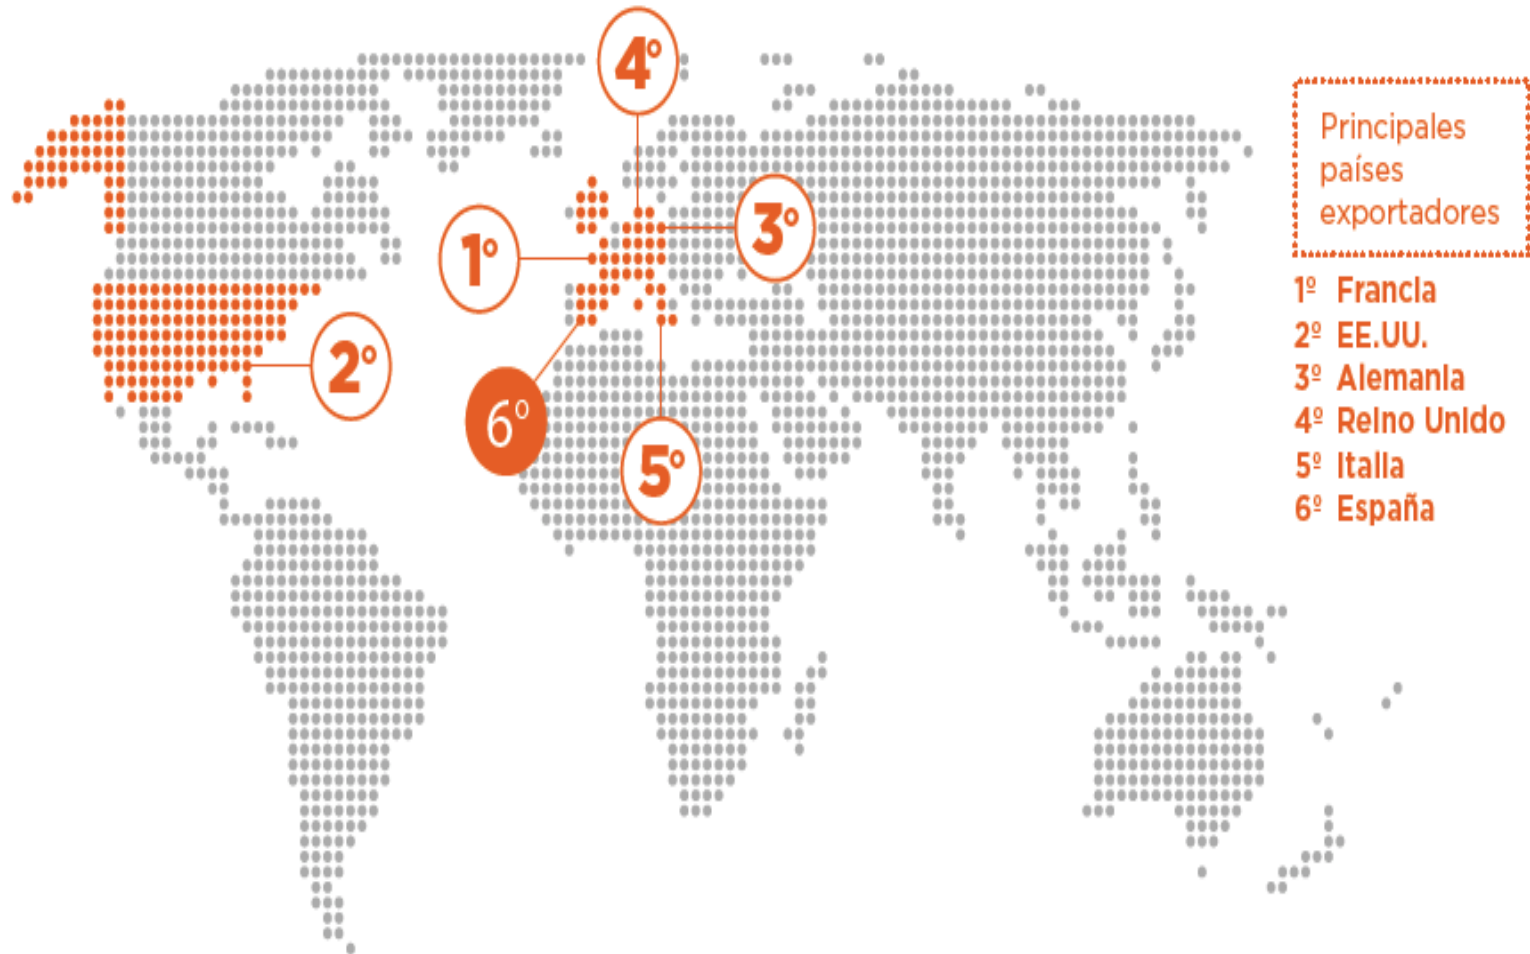 4º
1º
3º
2º
6º
5º
Principales
países
exportadores
1º Francia
2º EE.UU.
3º Alemania
4º Reino Unido
5º Italia
6º España